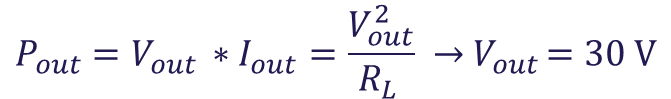 P_out = V_out * I_out = V_out^2 / R_L → V_out = 30 V